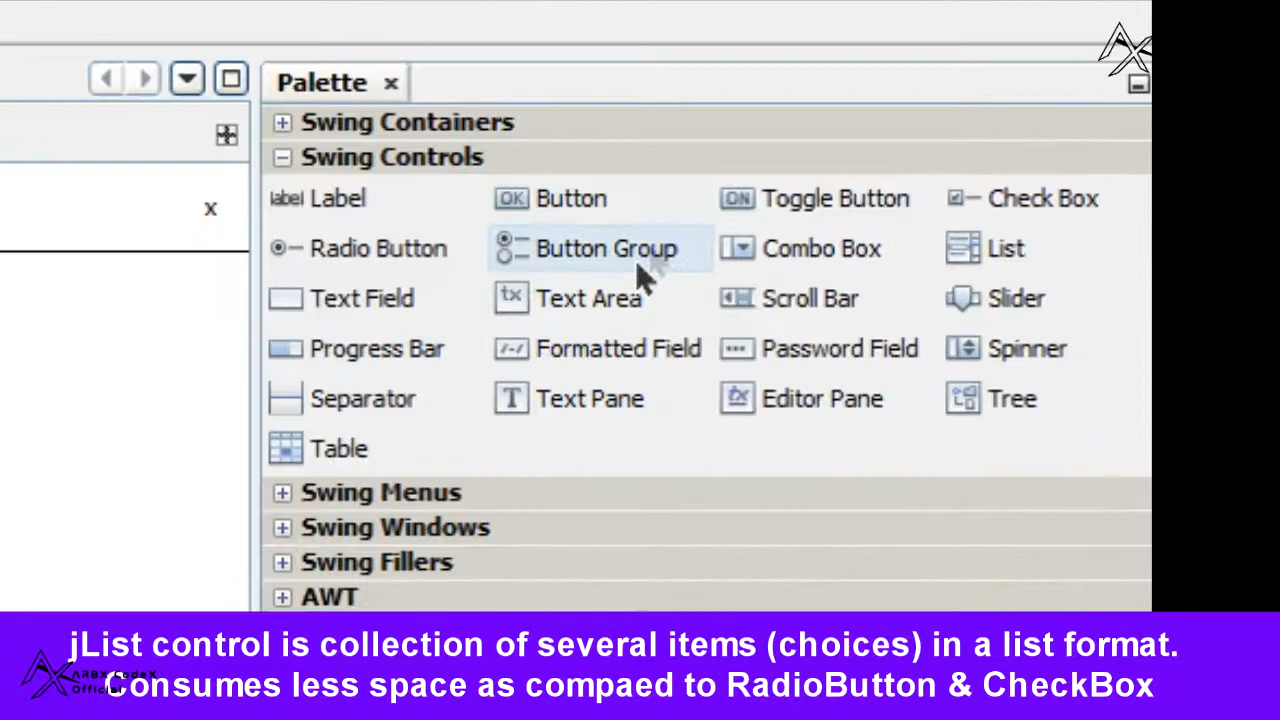 Palette x
Swing Containers
Swing Controls
label Label
OK Button
ON Toggle Button
Check Box
x
Radio Button
Button Group
Combo Box
List
Text Field
tx Text Area
Scroll Bar
Slider
Progress Bar
Formatted Field
Password Field
Spinner
Separator
T Text Pane
Editor Pane
Tree
Table
Swing Menus
Swing Windows
Swing Fillers
AWT
jList control is collection of several items (choices) in a list format.
Consumes less space as compaed to RadioButton & CheckBox
ARBX CodeX
Official